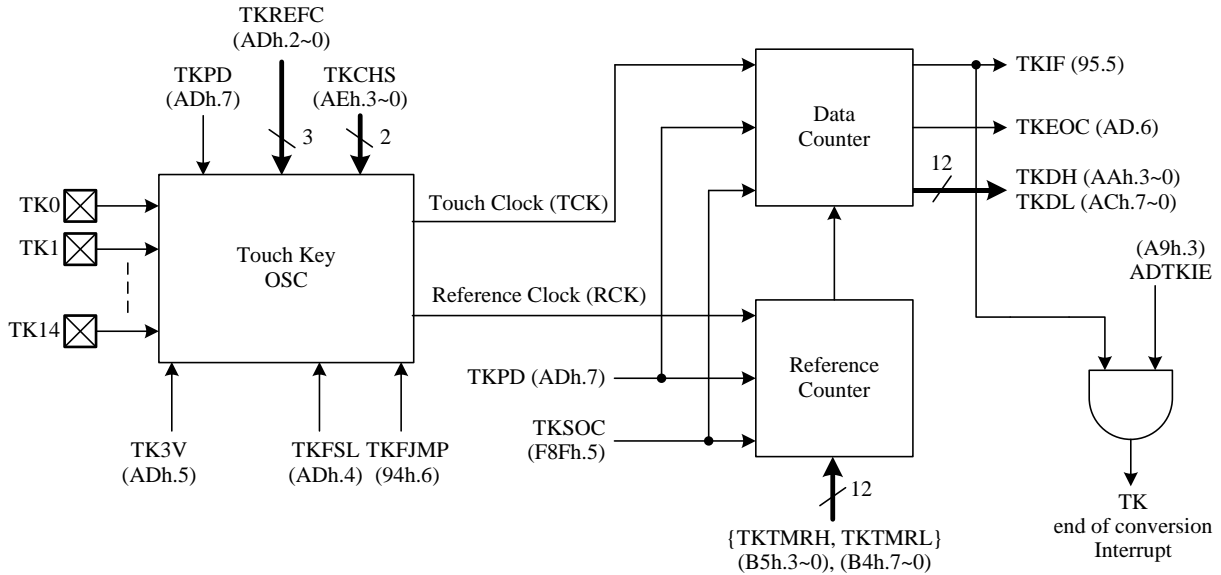 TKREFC
(ADh.2~0)
TKPD
(ADh.7)
TKCHS
(AEh.3~0)
3
2
TK0
TK1
TK14
Touch Key
OSC
Touch Clock (TCK)
Reference Clock (RCK)
TK3V
(ADh.5)
TKFSL
(ADh.4)
TKFJMP
(94h.6)
Data
Counter
TKIF (95.5)
TKEOC (AD.6)
12
TKDH (AAh.3~0)
TKDL (ACh.7~0)
(A9h.3)
ADTKIE
Reference
Counter
TKPD (ADh.7)
TKSOC
(F8Fh.5)
12
{TKTMRH, TKTMRL}
(B5h.3~0), (B4h.7~0)
TK
end of conversion
Interrupt